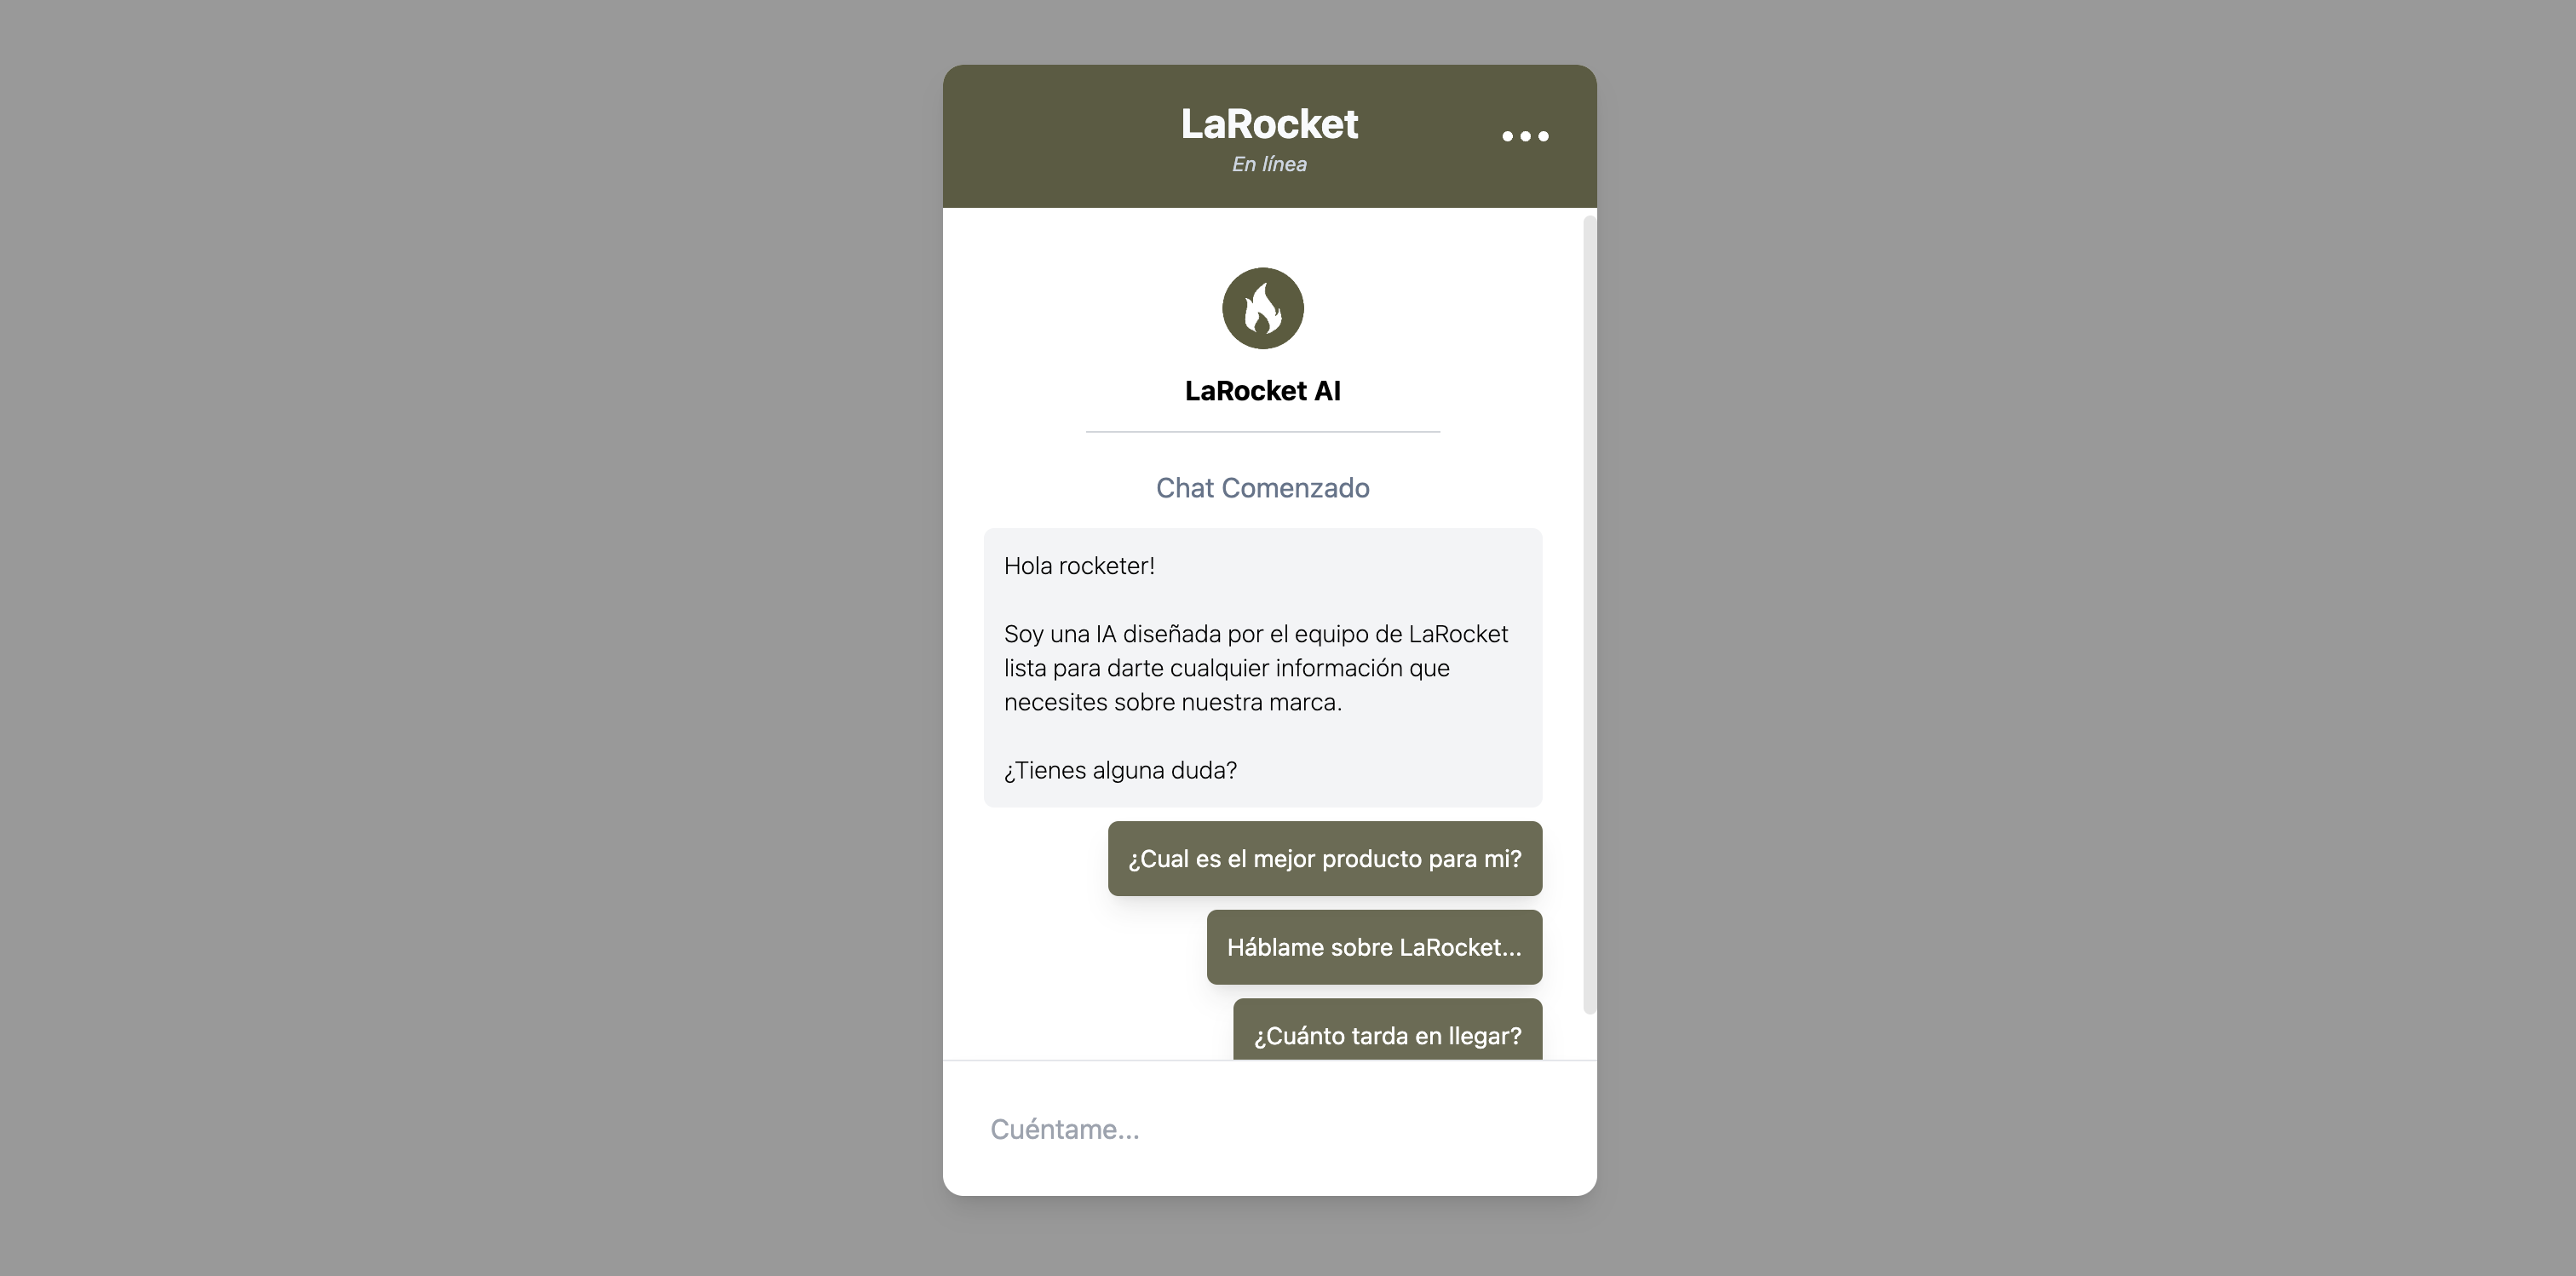 LaRocket
En línea
LaRocket AI
Chat Comenzado
Hola rocketer!
Soy una IA diseñada por el equipo de LaRocket
lista para darte cualquier información que
necesites sobre nuestra marca.
¿Tienes alguna duda?
¿Cual es el mejor producto para mi?
Háblame sobre LaRocket...
¿Cuánto tarda en llegar?
Cuéntame...